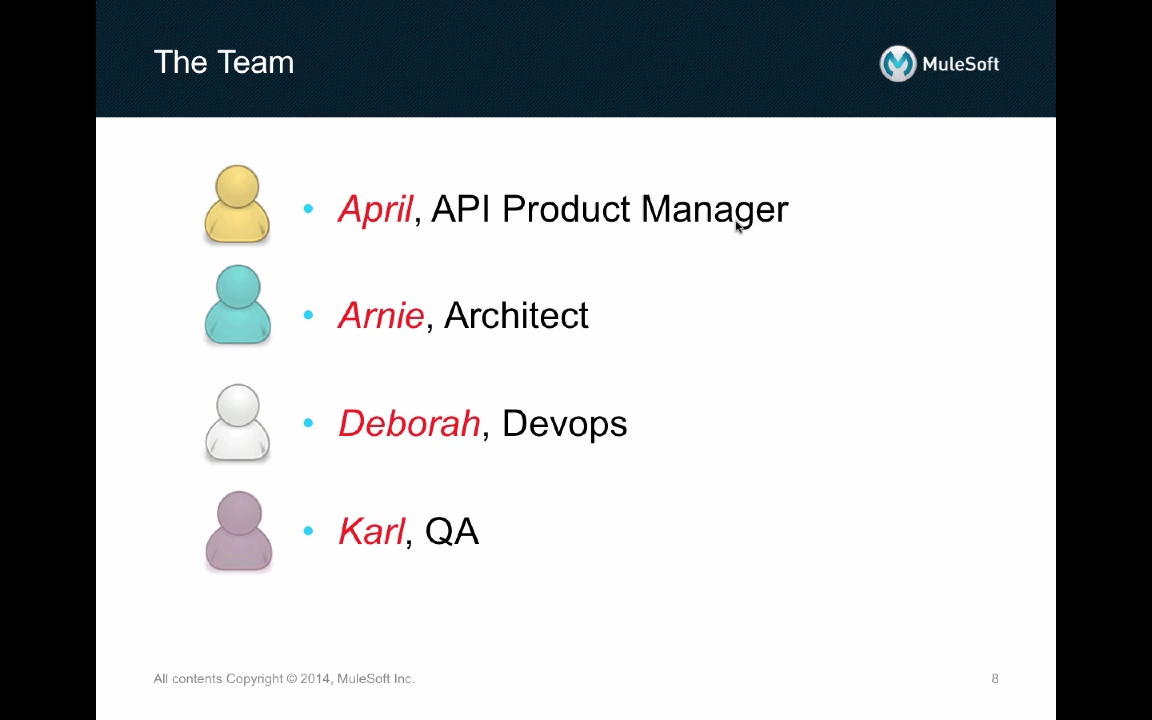 The Team
MuleSoft
• April, API Product Manager
• Arnie, Architect
• Deborah, Devops
• Karl, QA
All contents Copyright © 2014, MuleSoft Inc.
8